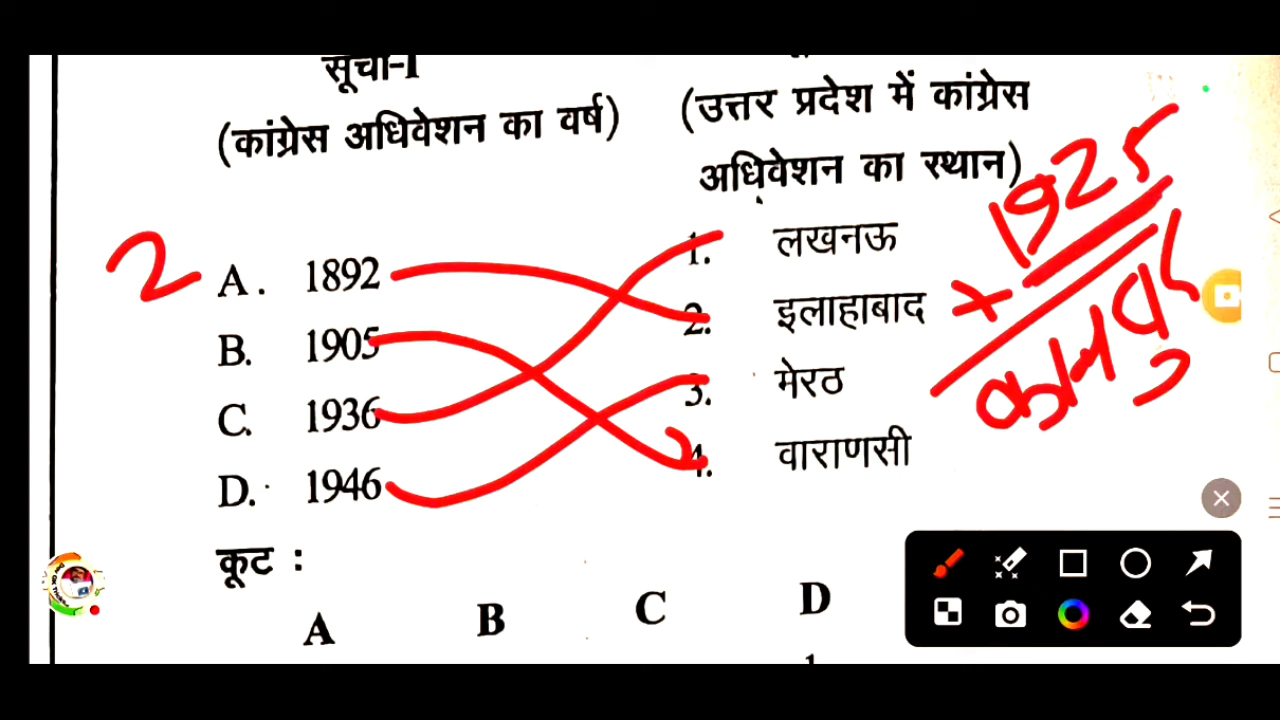 सूची-I
(कांग्रेस अधिवेशन का वर्ष)
(उत्तर प्रदेश में कांग्रेस
अधिवेशन का स्थान)
1925
कानपुर
2
A. 1892
1. लखनऊ
B. 1905
2. इलाहाबाद
C. 1936
3. मेरठ
D. 1946
4. वाराणसी
कूट :
A B C D